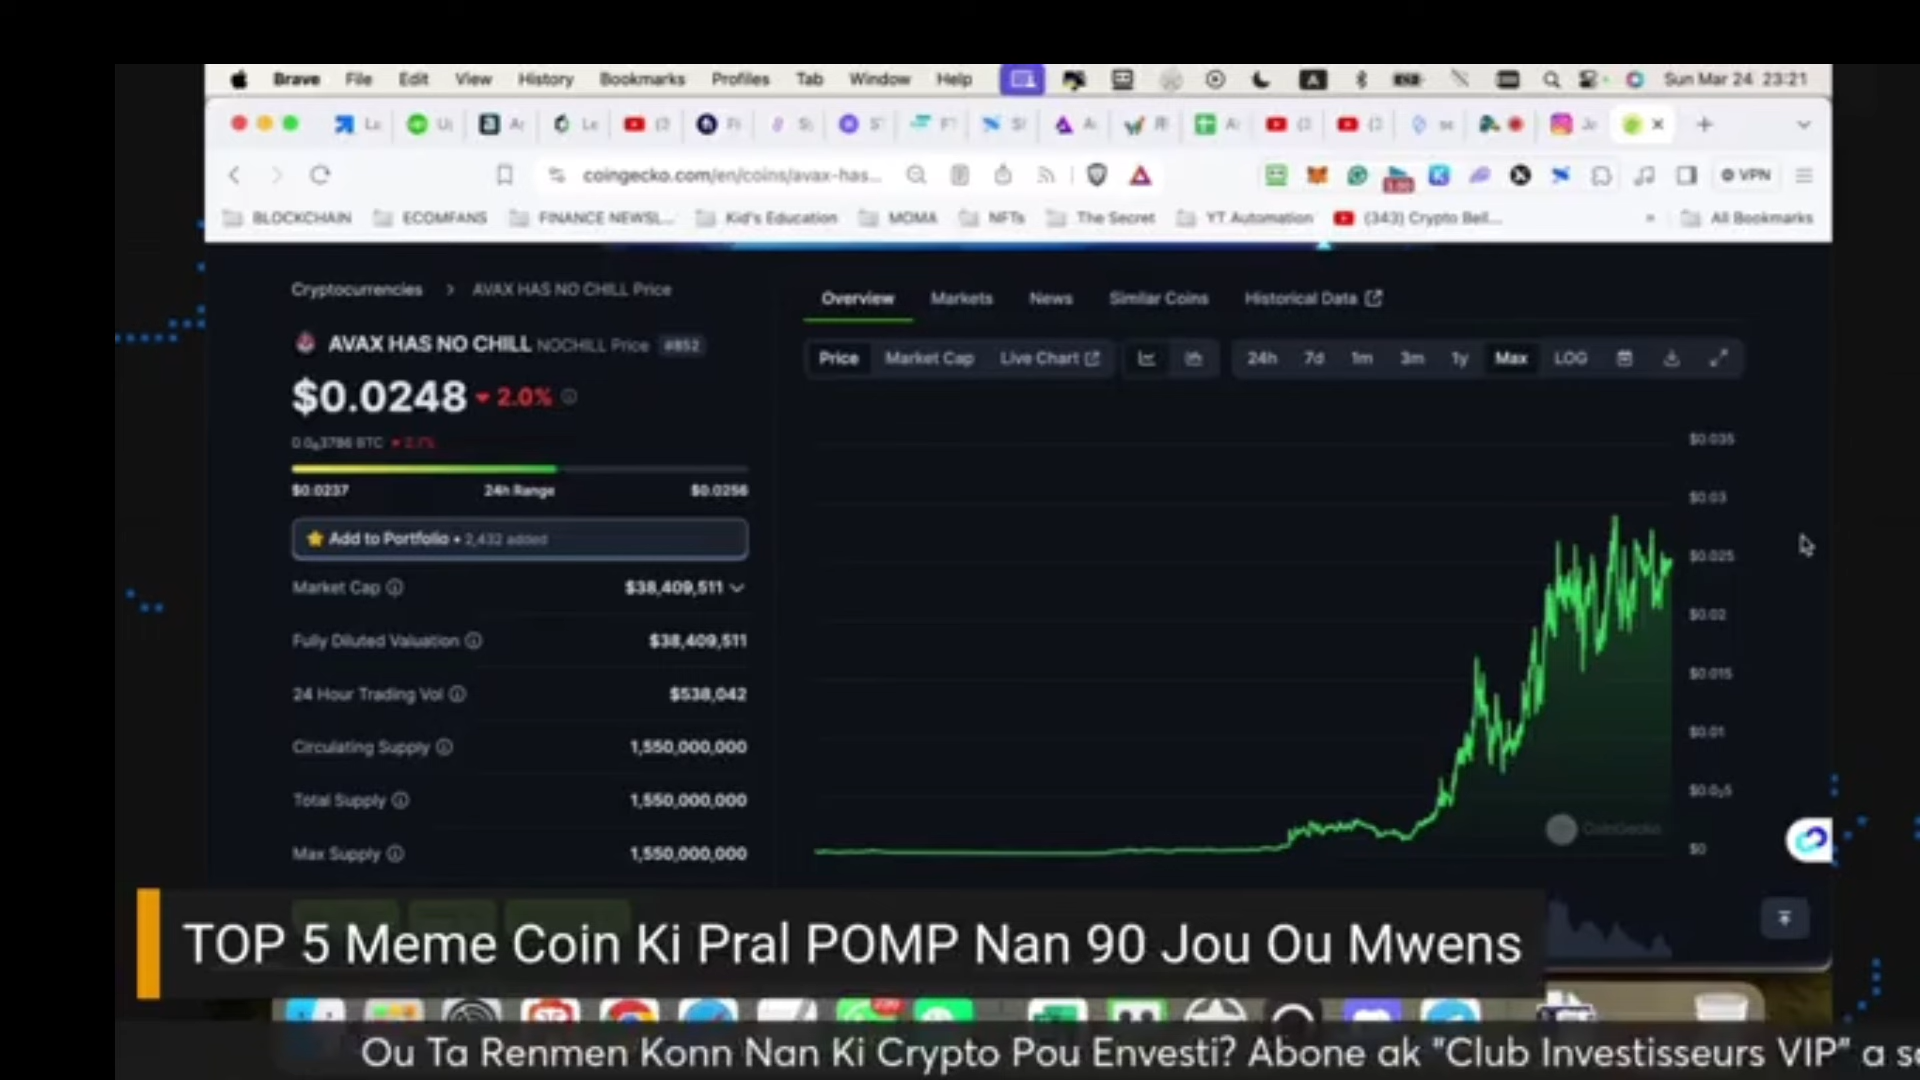 Brave File Edit View History Bookmarks Profiles Tab Window Help Sun Mar 24 23:21
coingecko.com/en/coins/avax-has... VPN
BLOCKCHAIN ECOMFANS FINANCE NEWSL... Kid's Education MOMA NFTs The Secret YT Automation (343) Crypto Bell... » All Bookmarks
Cryptocurrencies > AVAX HAS NO CHILL Price
Overview Markets News Similar Coins Historical Data
AVAX HAS NO CHILL NOCHILL Price #852
Price Market Cap Live Chart 24h 7d 1m 3m 1y Max LOG
$0.0248 2.0%
$0.0237 24h Range $0.0256
Add to Portfolio • 2,432 added
Market Cap $38,409,511
Fully Diluted Valuation $38,409,511
24 Hour Trading Vol $538,042
Circulating Supply 1,550,000,000
Total Supply 1,550,000,000
Max Supply 1,550,000,000
$0.035
$0.03
$0.025
$0.02
$0.015
$0.01
$0
CoinGecko
TOP 5 Meme Coin Ki Pral POMP Nan 90 Jou Ou Mwens
Ou Ta Renmen Konn Nan Ki Crypto Pou Envesti? Abone ak "Club Investisseurs VIP" a